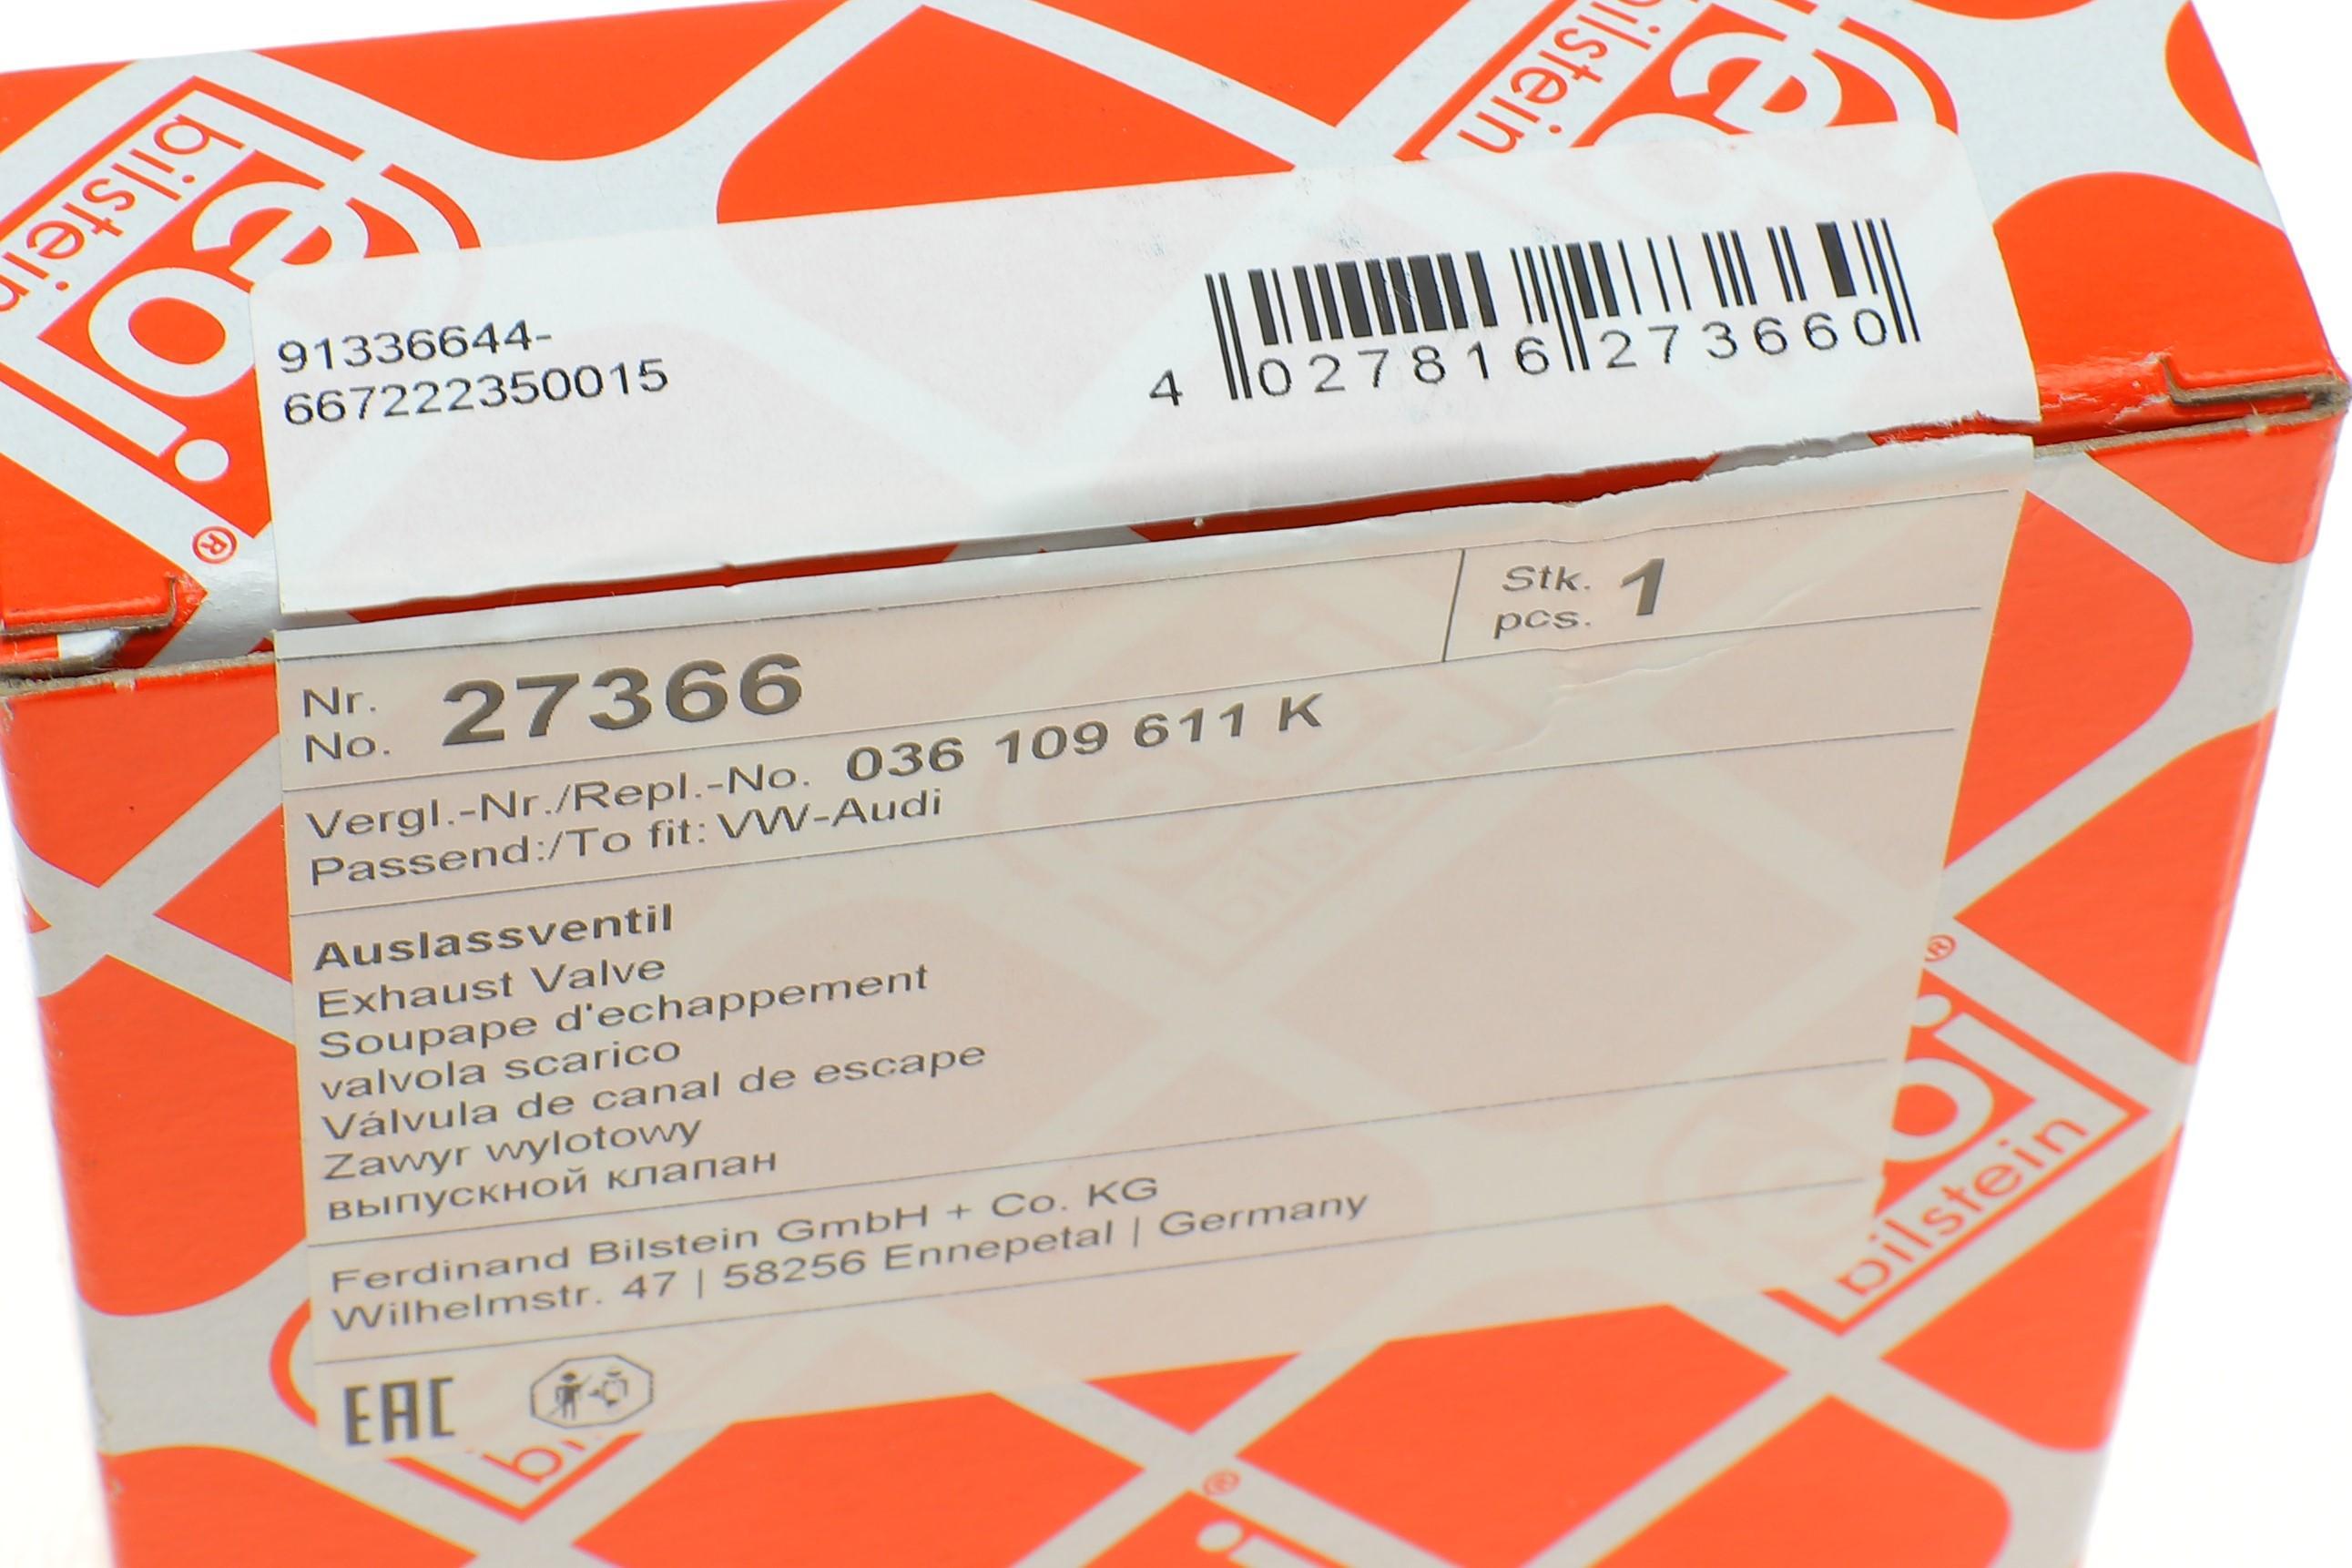 bilstein
febi
®
bilstein
91336644-
667222350015
4 027816 273660
Stk.
pcs. 1
Nr.
No. 27366
Vergl.-Nr./Repl.-No. 036 109 611 K
Passend:/To fit: VW-Audi
Auslassventil
Exhaust Valve
Soupape d'echappement
valvola scarico
Válvula de canal de escape
Zawyr wylotowy
выпускной клапан
Ferdinand Bilstein GmbH + Co. KG
Wilhelmstr. 47 | 58256 Ennepetal | Germany
EAC
®
bilstein
®